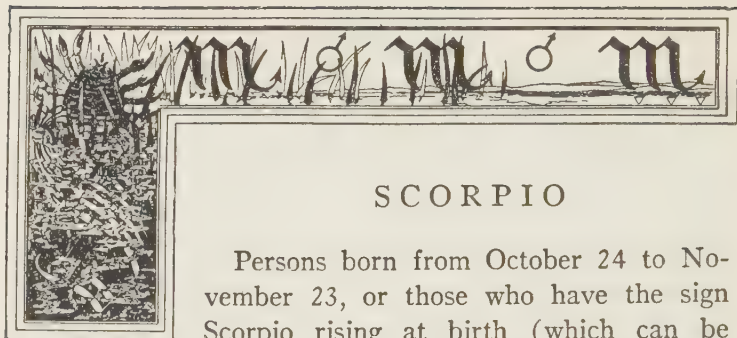 ♏ ♂ ♏ ♂ ♏
SCORPIO
Persons born from October 24 to No-
vember 23, or those who have the sign
Scorpio rising at birth (which can be